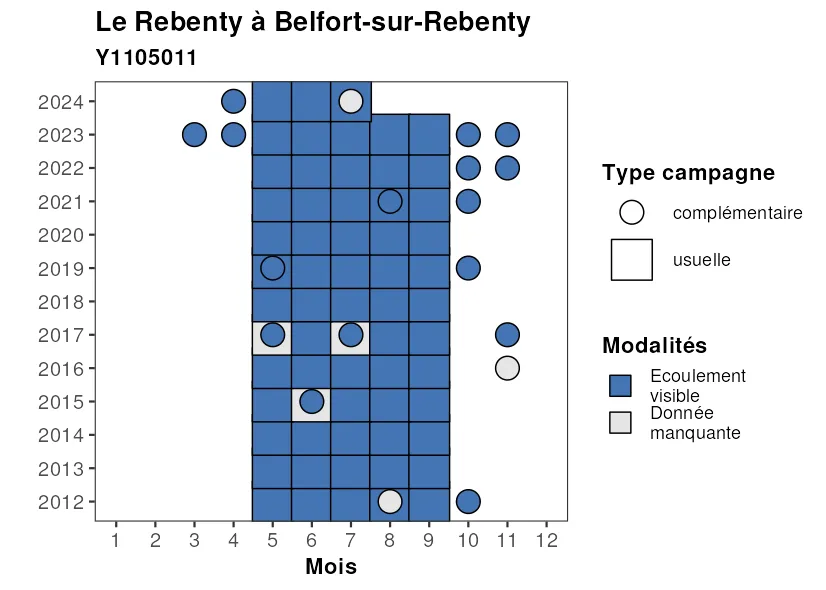 Le Rebenty à Belfort-sur-Rebenty
Y1105011
2024
2023
2022
2021
2020
2019
2018
2017
2016
2015
2014
2013
2012
1 2 3 4 5 6 7 8 9 10 11 12
Mois
Type campagne
complémentaire
usuelle
Modalités
Ecoulement
visible
Donnée
manquante